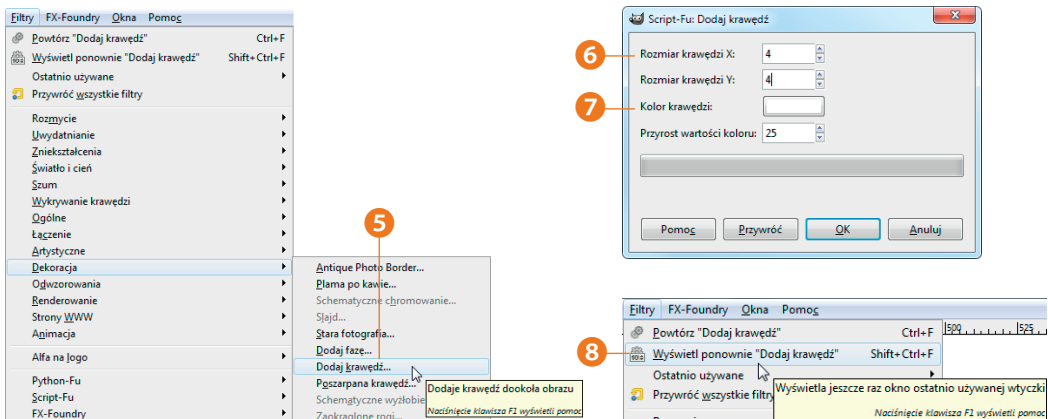 Filtry FX-Foundry Okna Pomoc
Powtórz "Dodaj krawędź" Ctrl+F
Wyświetl ponownie "Dodaj krawędź" Shift+Ctrl+F
Ostatnio używane
Przywróć wszystkie filtry
Rozmycie
Uwydatnianie
Zniekształcenia
Światło i cień
Szum
Wykrywanie krawędzi
Ogólne
Łączenie
Artystyczne
Dekoracja
Odwzorowania
Renderowanie
Strony WWW
Animacja
Alfa na logo
Python-Fu
Script-Fu
FX-Foundry
5
Antique Photo Border...
Plama po kawie...
Schematyczne chromowanie...
Slajd...
Stara fotografia...
Dodaj fazę...
Dodaj krawędź...
Poszarpana krawędź...
Schematyczne wyżłobie
Zaokrąglone rogi...
Dodaje krawędź dookoła obrazu
Naciśnięcie klawisza F1 wyświetli pomoc
Script-Fu: Dodaj krawędź
6
Rozmiar krawędzi X: 4
Rozmiar krawędzi Y: 4
7
Kolor krawędzi:
Przyrost wartości koloru: 25
Pomoc Przywróć OK Anuluj
Filtry FX-Foundry Okna Pomoc
Powtórz "Dodaj krawędź" Ctrl+F
500 525
8
Wyświetl ponownie "Dodaj krawędź" Shift+Ctrl+F
Ostatnio używane
Przywróć wszystkie filtry
Wyświetla jeszcze raz okno ostatnio używanej wtyczki
Naciśnięcie klawisza F1 wyświetli pomoc